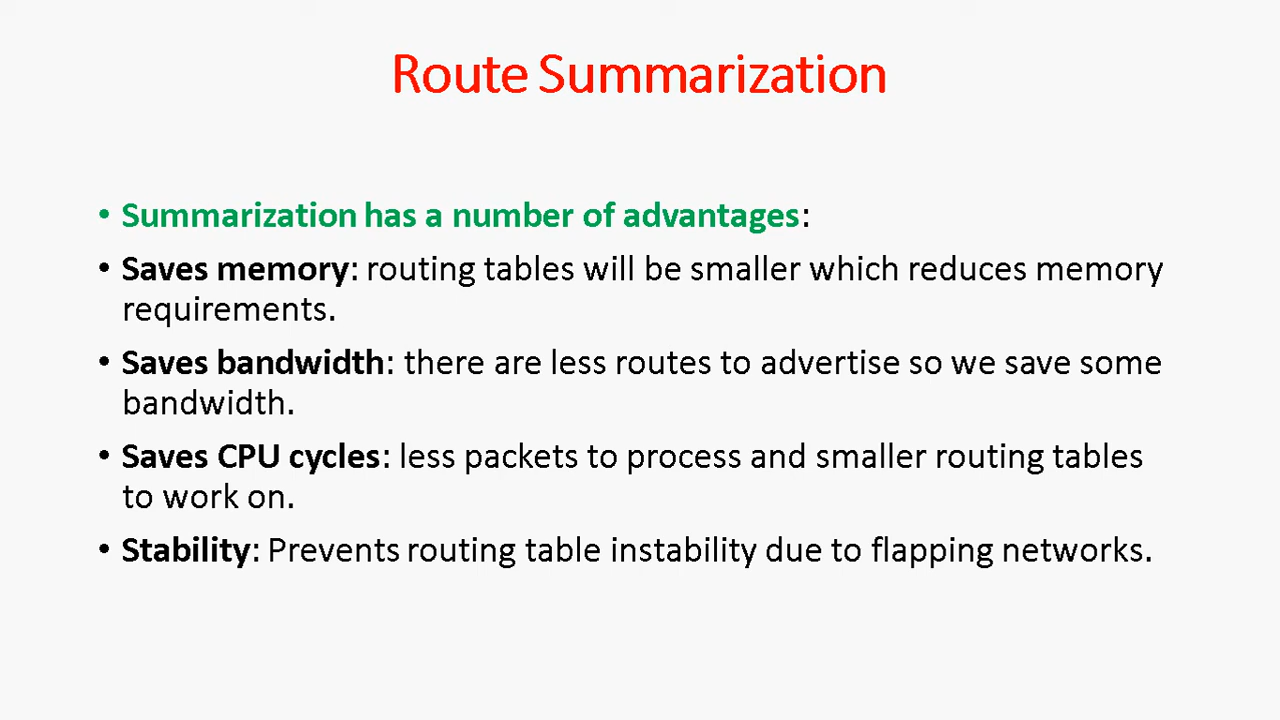 Route Summarization
• Summarization has a number of advantages:
• Saves memory: routing tables will be smaller which reduces memory
requirements.
• Saves bandwidth: there are less routes to advertise so we save some
bandwidth.
• Saves CPU cycles: less packets to process and smaller routing tables
to work on.
• Stability: Prevents routing table instability due to flapping networks.